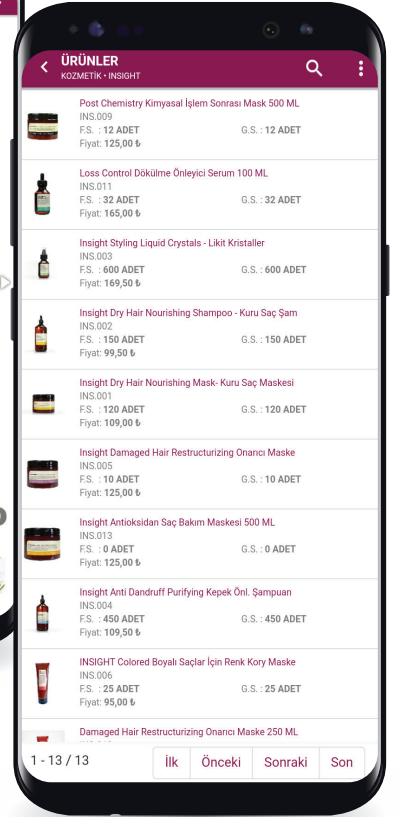 ÜRÜNLER
KOZMETİK • INSIGHT
Post Chemistry Kimyasal İşlem Sonrası Mask 500 ML
INS.009
F.S. : 12 ADET G.S. : 12 ADET
Fiyat: 125,00 ₺
Loss Control Dökülme Önleyici Serum 100 ML
INS.011
F.S. : 32 ADET G.S. : 32 ADET
Fiyat: 165,00 ₺
Insight Styling Liquid Crystals - Likit Kristaller
INS.003
F.S. : 600 ADET G.S. : 600 ADET
Fiyat: 169,50 ₺
Insight Dry Hair Nourishing Shampoo - Kuru Saç Şam
INS.002
F.S. : 150 ADET G.S. : 150 ADET
Fiyat: 99,50 ₺
Insight Dry Hair Nourishing Mask- Kuru Saç Maskesi
INS.001
F.S. : 120 ADET G.S. : 120 ADET
Fiyat: 109,00 ₺
Insight Damaged Hair Restructurizing Onarıcı Maske
INS.005
F.S. : 10 ADET G.S. : 10 ADET
Fiyat: 125,00 ₺
Insight Antioksidan Saç Bakım Maskesi 500 ML
INS.013
F.S. : 0 ADET G.S. : 0 ADET
Fiyat: 125,00 ₺
Insight Anti Dandruff Purifying Kepek Önl. Şampuan
INS.004
F.S. : 450 ADET G.S. : 450 ADET
Fiyat: 109,50 ₺
INSIGHT Colored Boyalı Saçlar İçin Renk Kory Maske
INS.006
F.S. : 25 ADET G.S. : 25 ADET
Fiyat: 95,00 ₺
Damaged Hair Restructurizing Onarıcı Maske 250 ML
1 - 13 / 13 İlk Önceki Sonraki Son